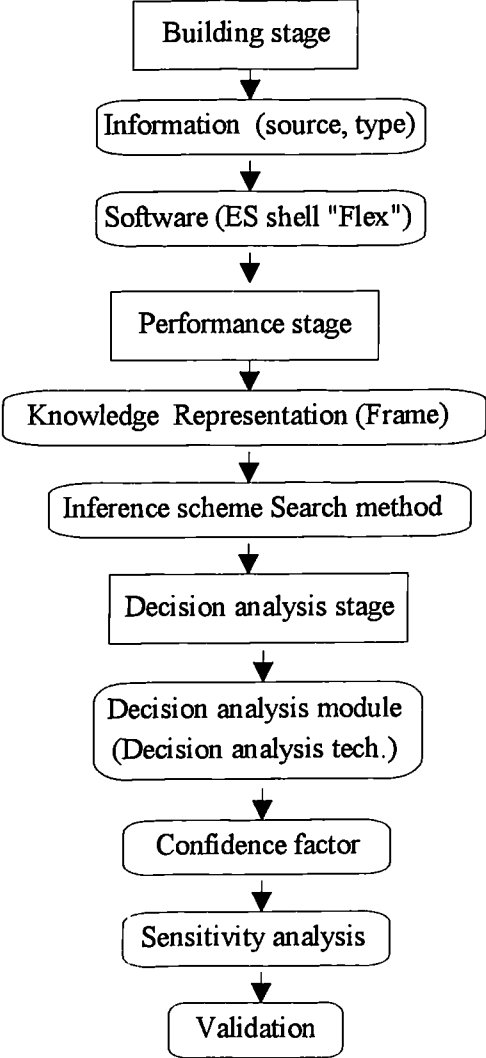 Building stage
Information (source, type)
Software (ES shell "Flex")
Performance stage
Knowledge Representation (Frame)
Inference scheme Search method
Decision analysis stage
Decision analysis module
(Decision analysis tech.)
Confidence factor
Sensitivity analysis
Validation